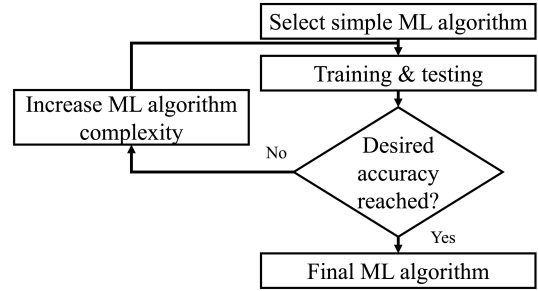 Select simple ML algorithm
Training & testing
Increase ML algorithm
complexity
No
Desired
accuracy
reached?
Yes
Final ML algorithm